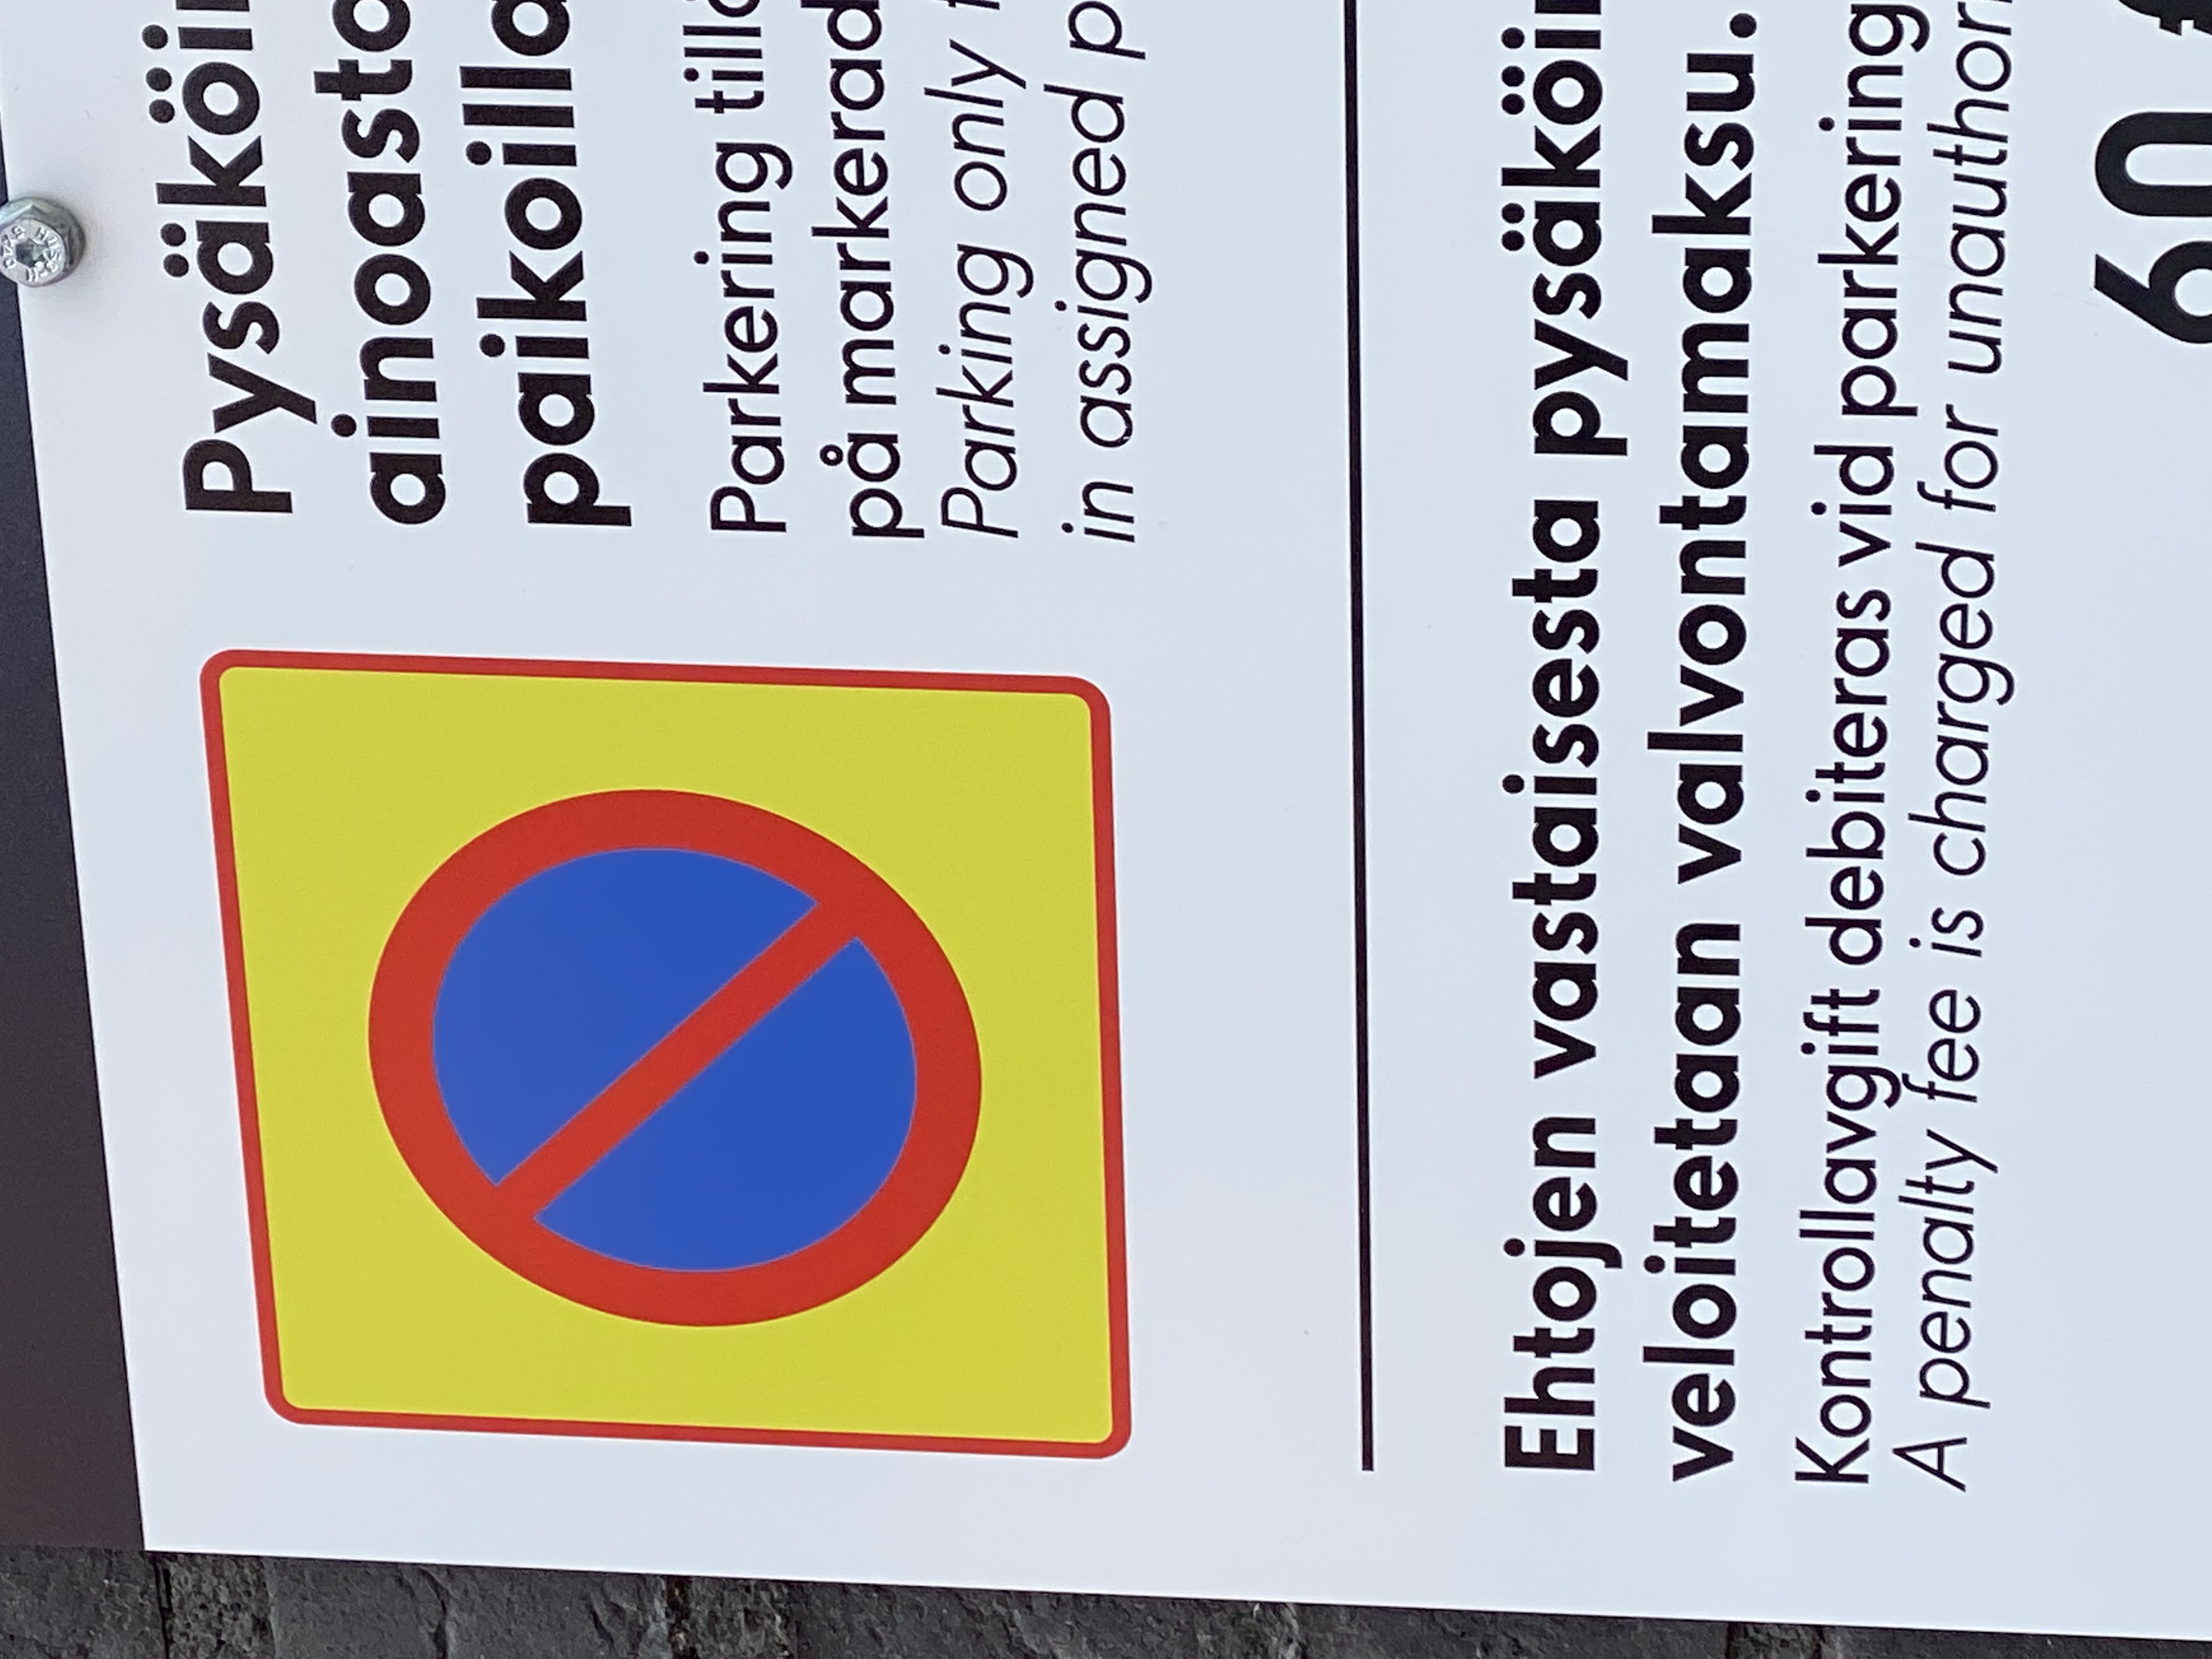 Pysäköi
ainoast
paikoill
Parkering till
på markerad
Parking only
in assigned p
Ehtojen vastaisesta pysäköi
veloitetaan valvontamaksu.
Kontrollavgift debiteras vid parkering
A penalty fee is charged for unauthor
60 €